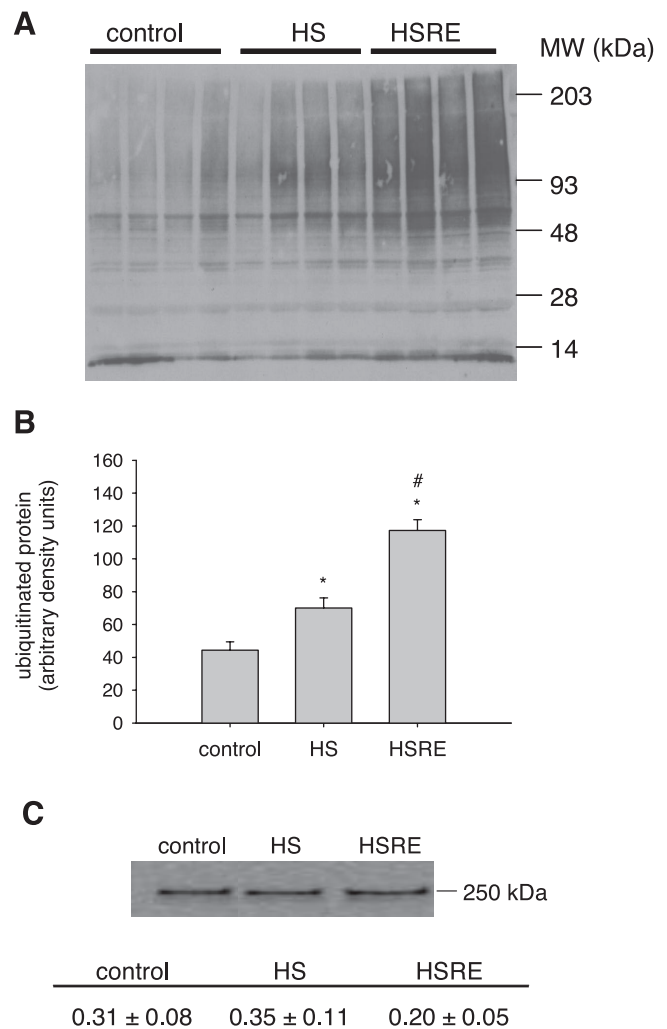 A
control HS HSRE MW (kDa)
203
93
48
28
14
B
ubiquitinated protein
(arbitrary density units)
160
140
120
100
80
60
40
20
0
*
#
*
control HS HSRE
C
control HS HSRE
250 kDa
control HS HSRE
0.31 ± 0.08 0.35 ± 0.11 0.20 ± 0.05